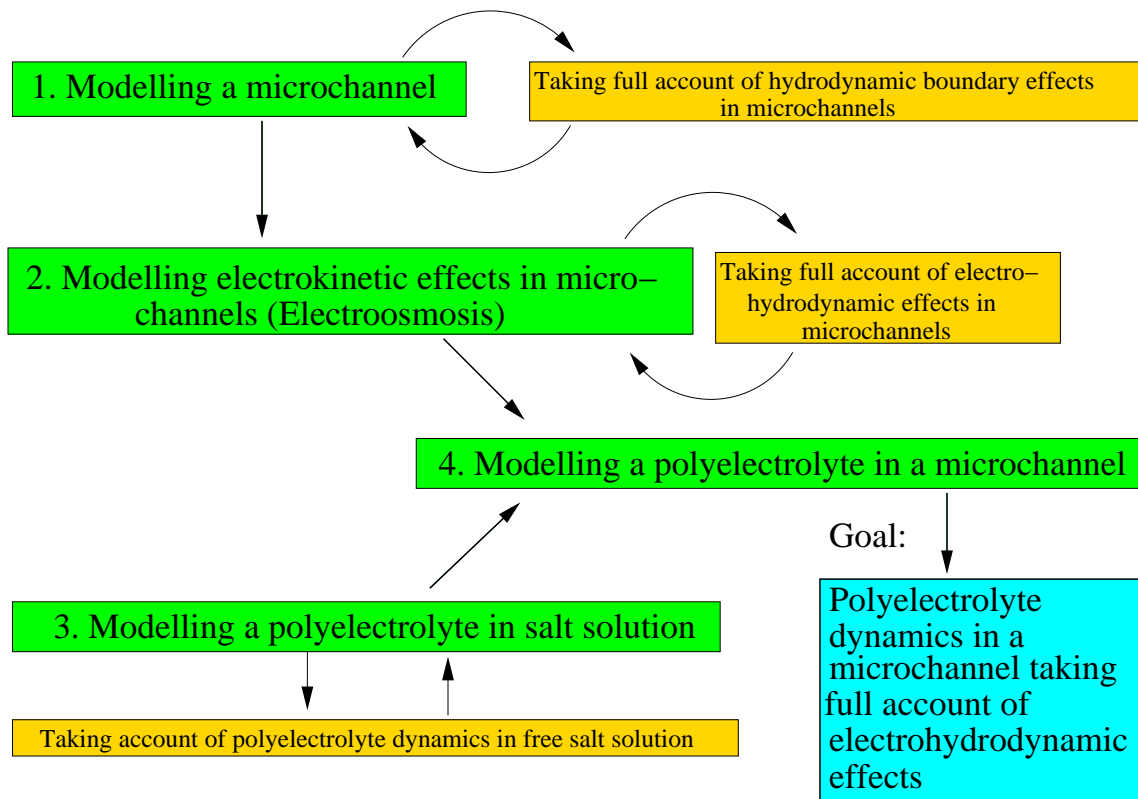 1. Modelling a microchannel
Taking full account of hydrodynamic boundary effects
in microchannels
2. Modelling electrokinetic effects in micro−
channels (Electroosmosis)
Taking full account of electro−
hydrodynamic effects in
microchannels
4. Modelling a polyelectrolyte in a microchannel
Goal:
3. Modelling a polyelectrolyte in salt solution
Taking account of polyelectrolyte dynamics in free salt solution
Polyelectrolyte
dynamics in a
microchannel taking
full account of
electrohydrodynamic
effects